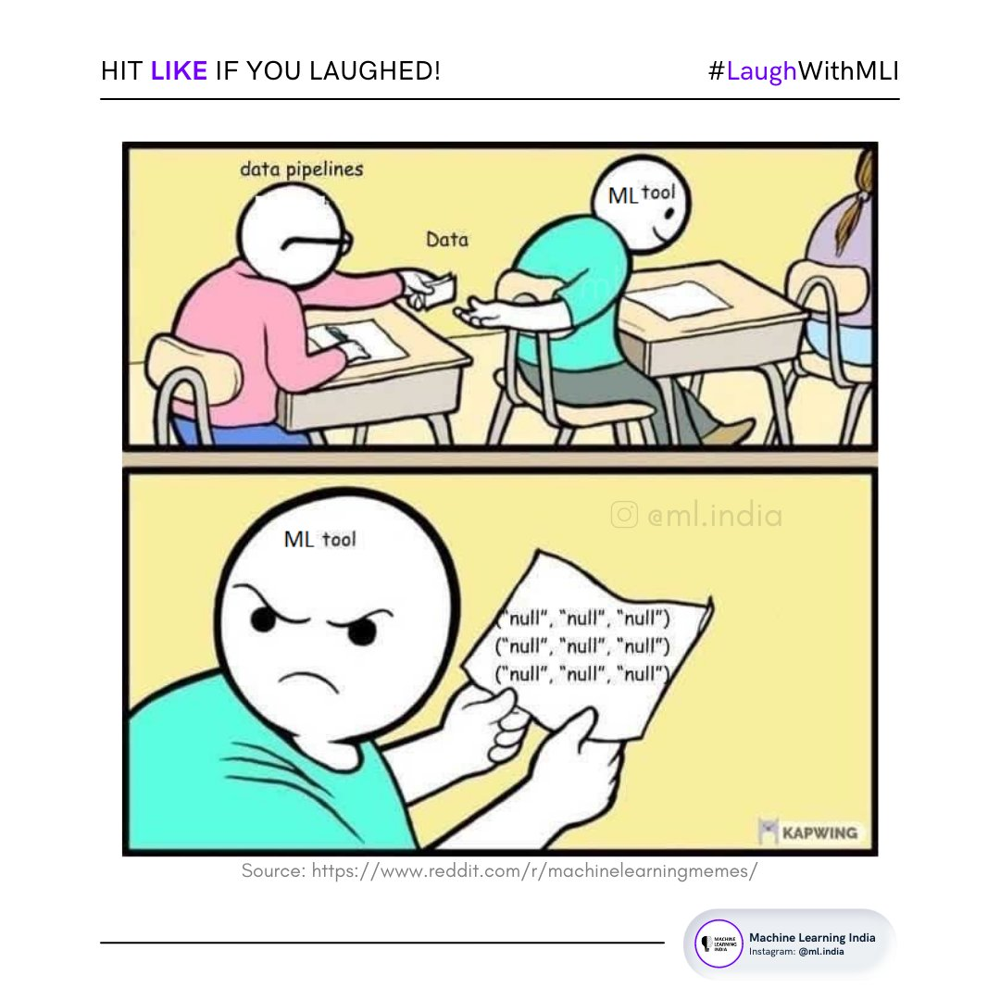 HIT LIKE IF YOU LAUGHED! #LaughWithMLI
data pipelines
ML tool
Data
ML tool
@ml.india
("null", "null", "null")
("null", "null", "null")
("null", "null", "null")
KAPWING
Source: https://www.reddit.com/r/machinelearningmemes/
MACHINE
LEARNING
INDIA
Machine Learning India
Instagram: @ml.india